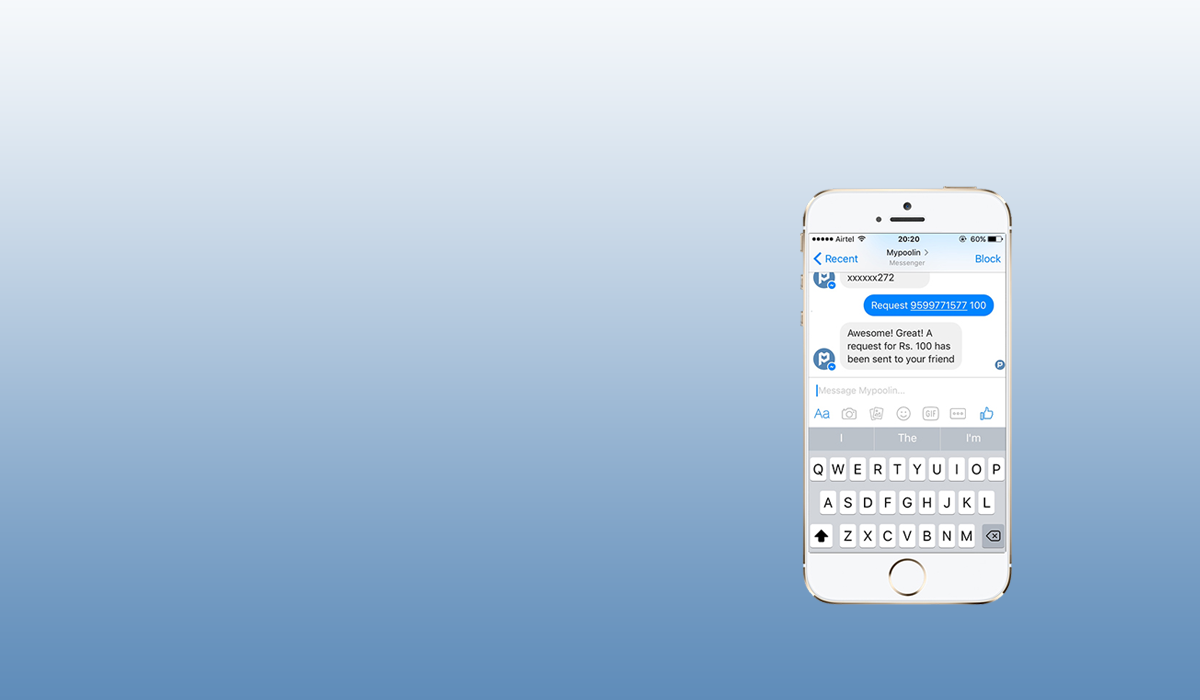 Airtel 20:20 60%
Recent Mypoolin Block
Messenger
xxxxxx272
Request 9599771577 100
Awesome! Great! A
request for Rs. 100 has
been sent to your friend
Message Mypoolin...
Aa GIF
I The I'm
Q W E R T Y U I O P
A S D F G H J K L
Z X C V B N M